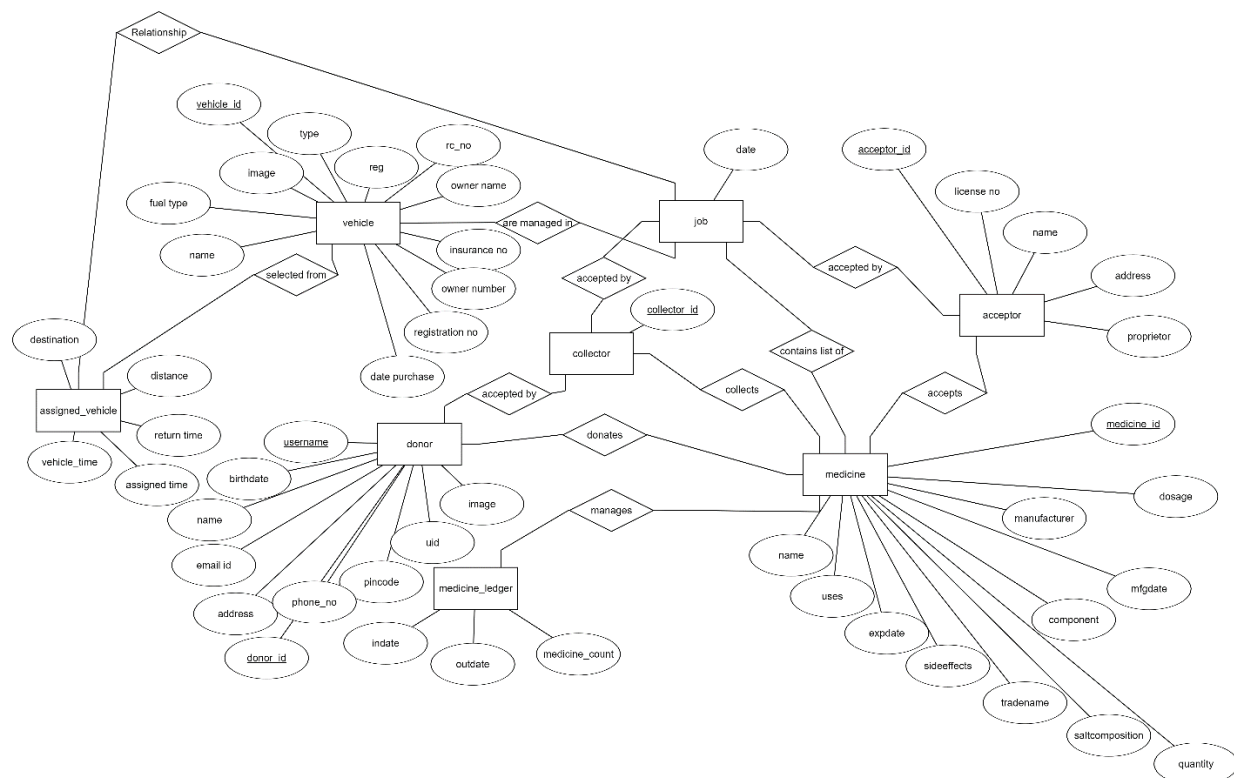 Relationship
vehicle_id
type
rc_no
date
acceptor_id
image
reg
owner name
license no
fuel type
vehicle
are managed in
job
name
name
insurance no
accepted by
accepted by
address
selected from
owner number
collector_id
acceptor
registration no
proprietor
destination
collector
contains list of
distance
date purchase
accepted by
collects
accepts
assigned_vehicle
return time
username
donor
donates
medicine_id
vehicle_time
assigned time
birthdate
image
medicine
dosage
name
manages
manufacturer
uid
name
email id
pincode
mfgdate
medicine_ledger
uses
address
phone_no
component
indate
expdate
donor_id
outdate
medicine_count
sideeffects
tradename
saltcomposition
quantity